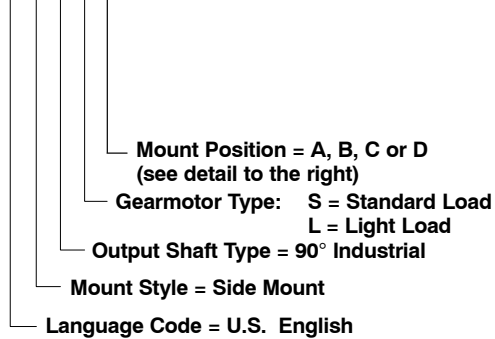 Mount Position = A, B, C or D
(see detail to the right)
Gearmotor Type: S = Standard Load
L = Light Load
Output Shaft Type = 90° Industrial
Mount Style = Side Mount
Language Code = U.S. English